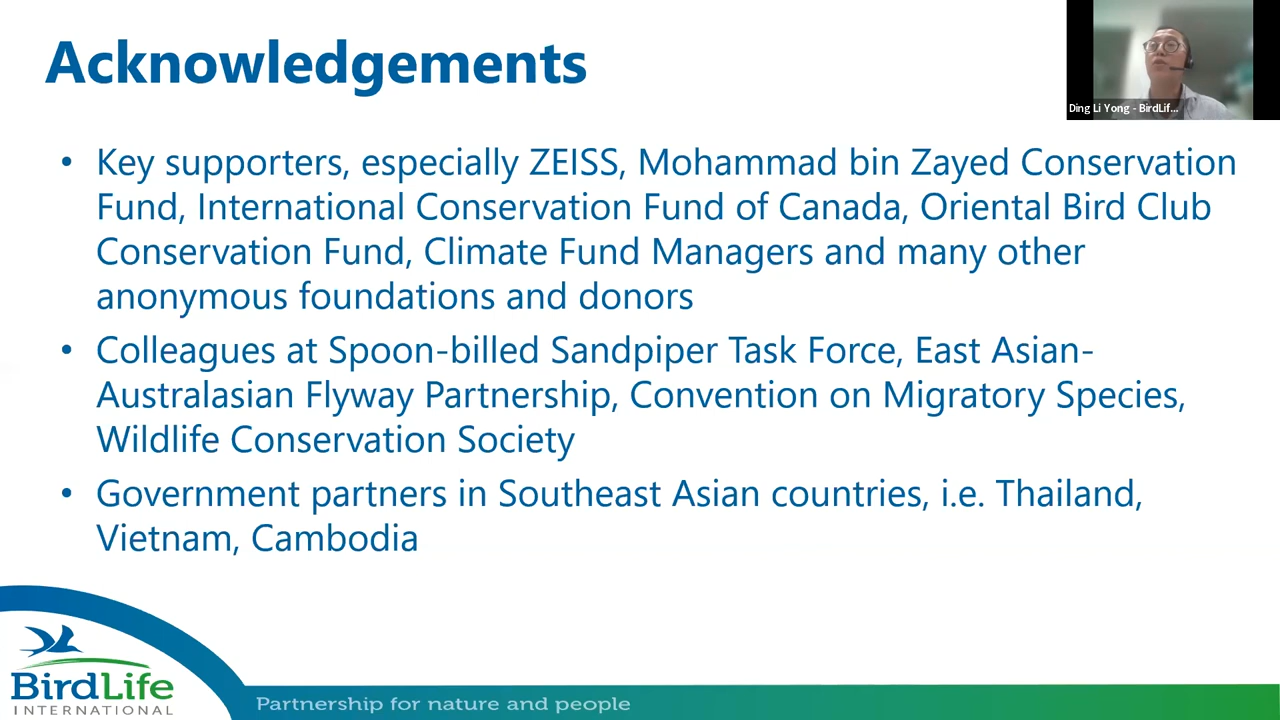 Acknowledgements
Ding Li Yong - BirdLif...
• Key supporters, especially ZEISS, Mohammad bin Zayed Conservation
Fund, International Conservation Fund of Canada, Oriental Bird Club
Conservation Fund, Climate Fund Managers and many other
anonymous foundations and donors
• Colleagues at Spoon-billed Sandpiper Task Force, East Asian-
Australasian Flyway Partnership, Convention on Migratory Species,
Wildlife Conservation Society
• Government partners in Southeast Asian countries, i.e. Thailand,
Vietnam, Cambodia
BirdLife
INTERNATIONAL
Partnership for nature and people